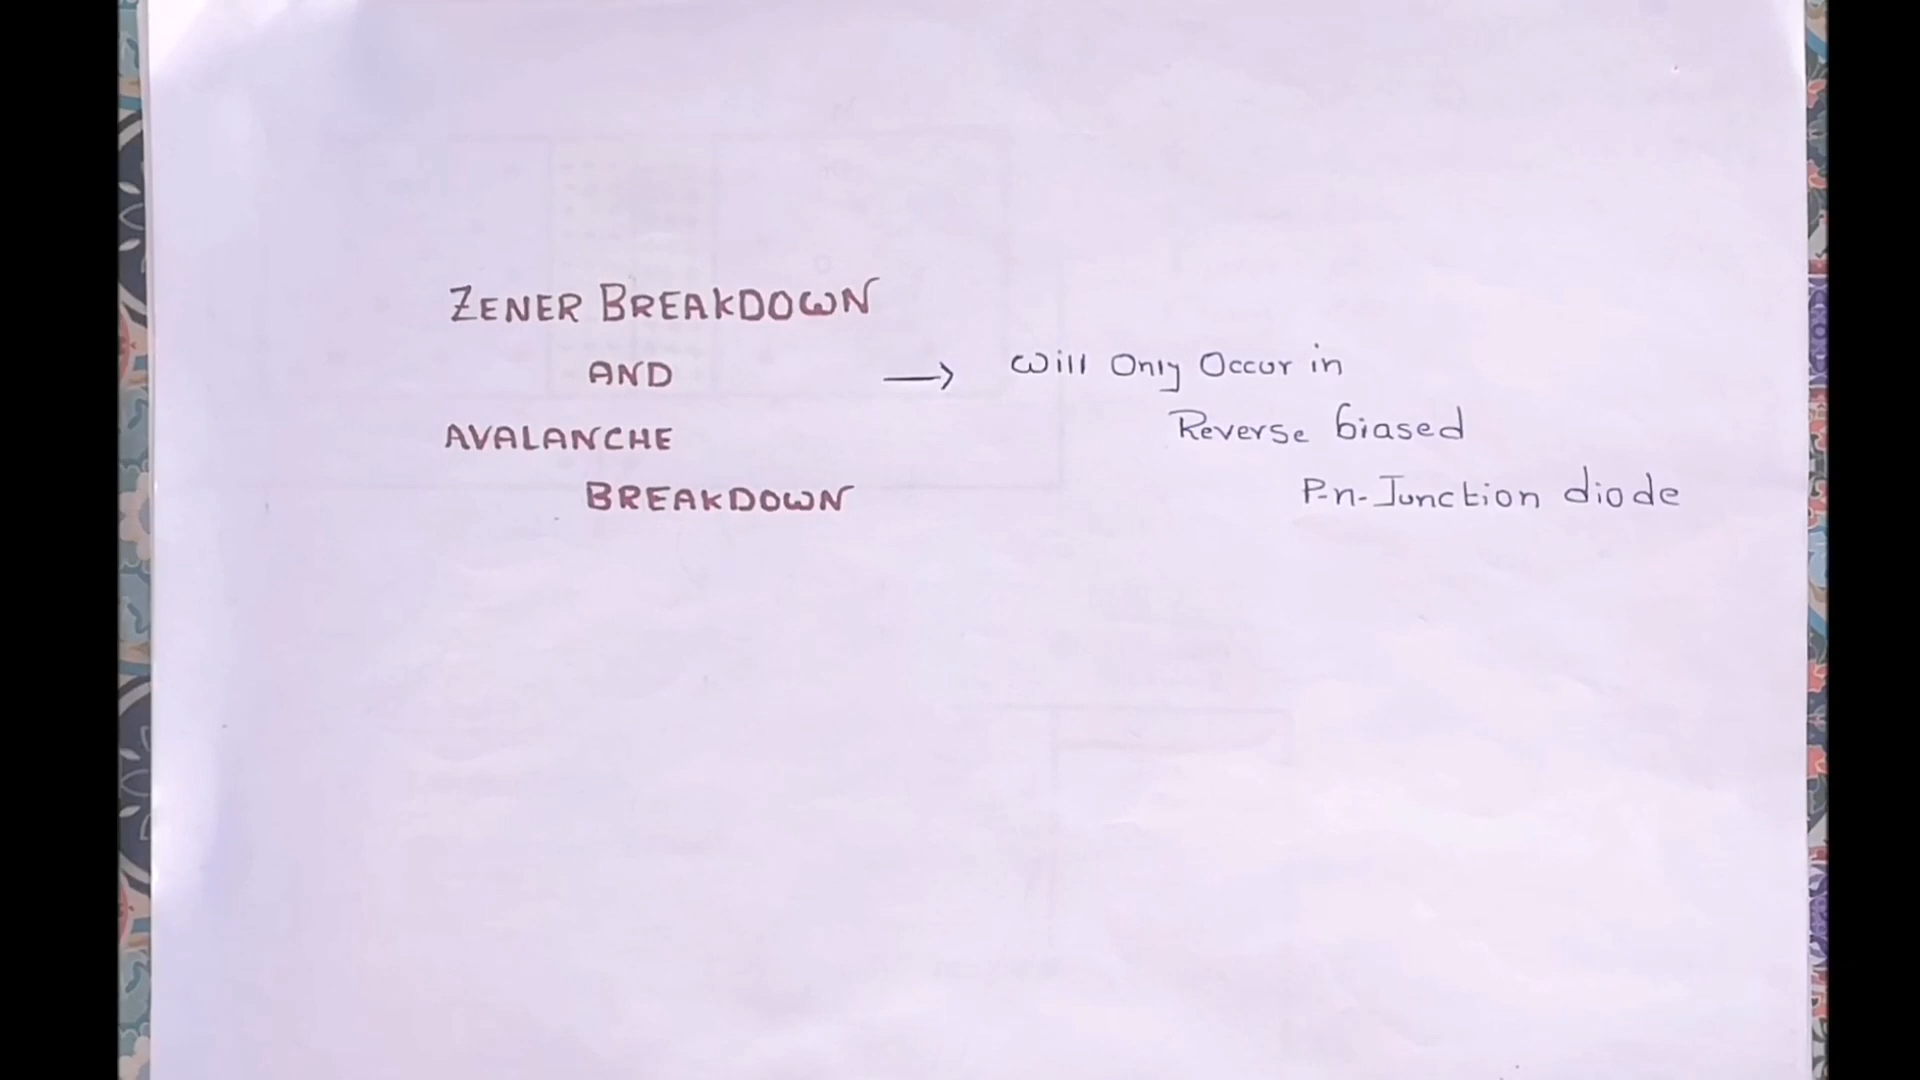 ZENER BREAKDOWN
AND
AVALANCHE
BREAKDOWN
→ Will Only Occur in
Reverse biased
P-n-Junction diode